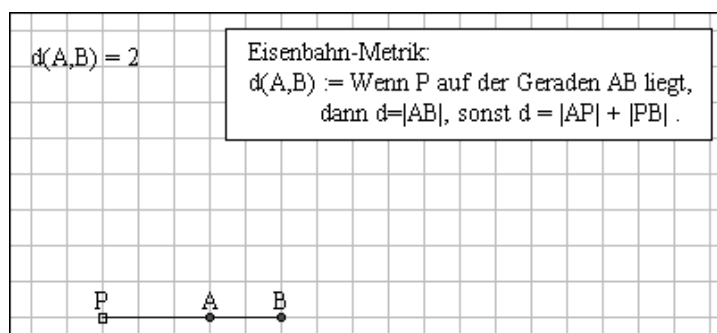 d(A,B) = 2
Eisenbahn-Metrik:
d(A,B) := Wenn P auf der Geraden AB liegt,
dann d=|AB|, sonst d = |AP| + |PB| .
P A B